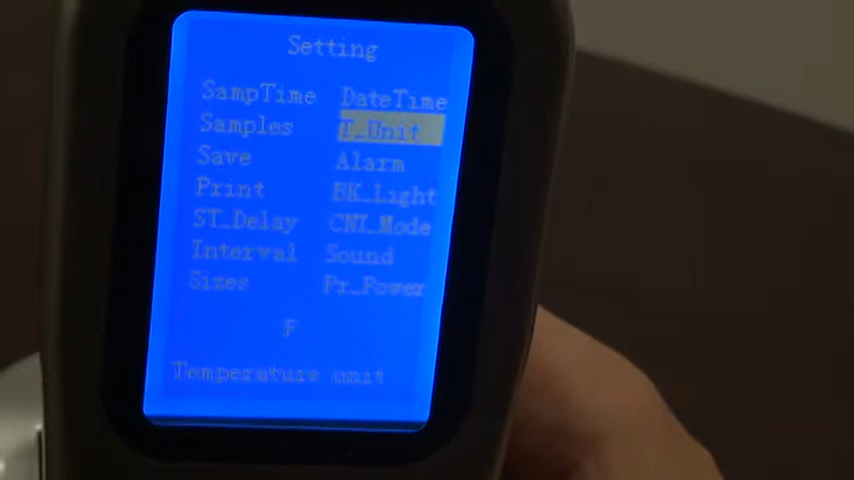 Setting
SampTime DateTime
Samples T_Unit
Save Alarm
Print BK_Light
ST_Delay CNT_Mode
Interval Sound
Sizes Pr_Power
F
Temperature unit